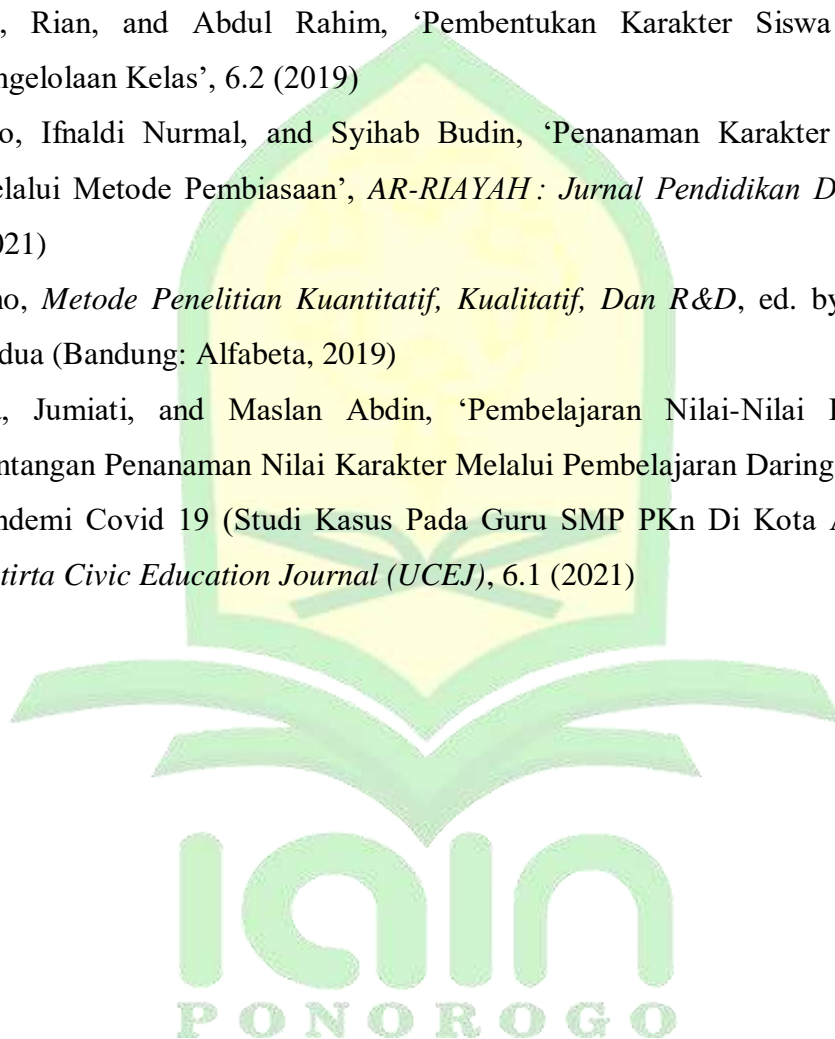 , Rian, and Abdul Rahim, ‘Pembentukan Karakter Siswa
ngelolaan Kelas’, 6.2 (2019)
o, Ifnaldi Nurmal, and Syihab Budin, ‘Penanaman Karakter
elalui Metode Pembiasaan’, AR-RIAYAH : Jurnal Pendidikan D
021)
no, Metode Penelitian Kuantitatif, Kualitatif, Dan R&D, ed. by
dua (Bandung: Alfabeta, 2019)
, Jumiati, and Maslan Abdin, ‘Pembelajaran Nilai-Nilai
ntangan Penanaman Nilai Karakter Melalui Pembelajaran Daring
ndemi Covid 19 (Studi Kasus Pada Guru SMP PKn Di Kota A
tirta Civic Education Journal (UCEJ), 6.1 (2021)
iain
PONOROGO